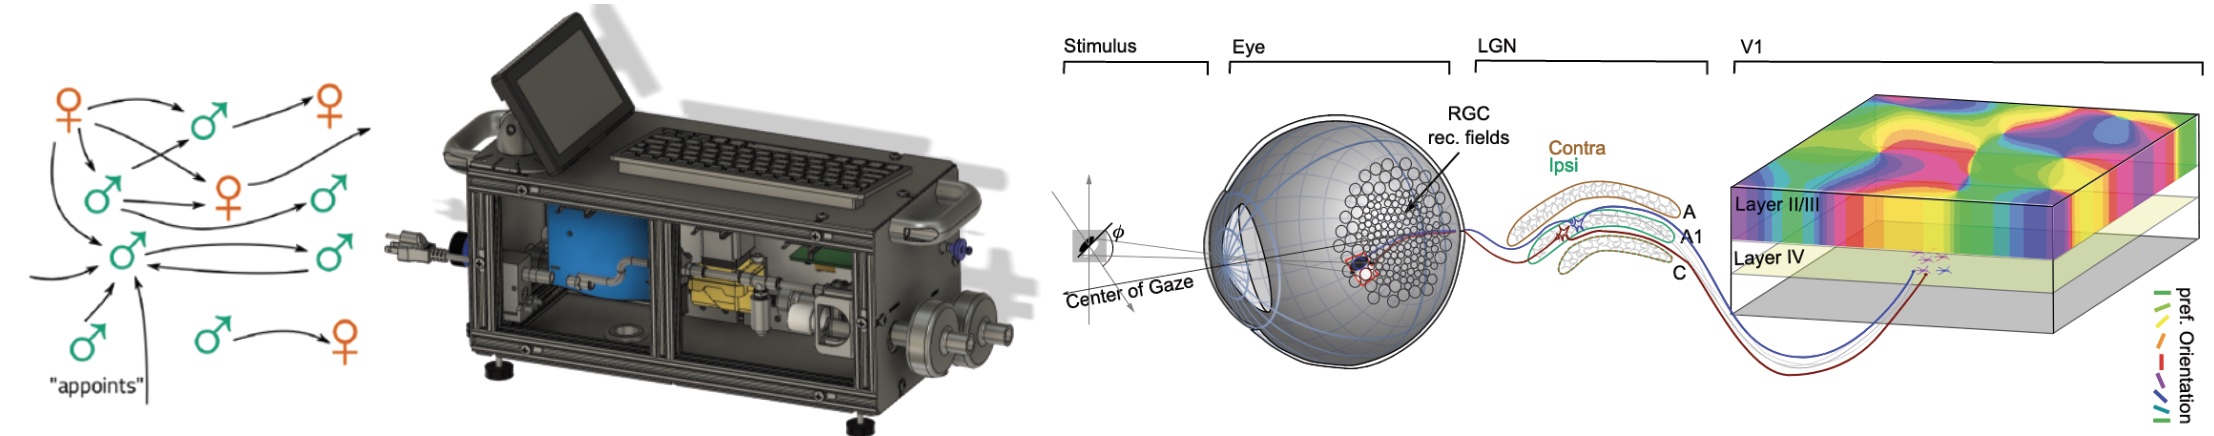 "appoints"
Stimulus
Eye
LGN
V1
RGC
rec. fields
Contra
Ipsi
ϕ
Center of Gaze
A
A1
C
Layer II/III
Layer IV
pref. Orientation